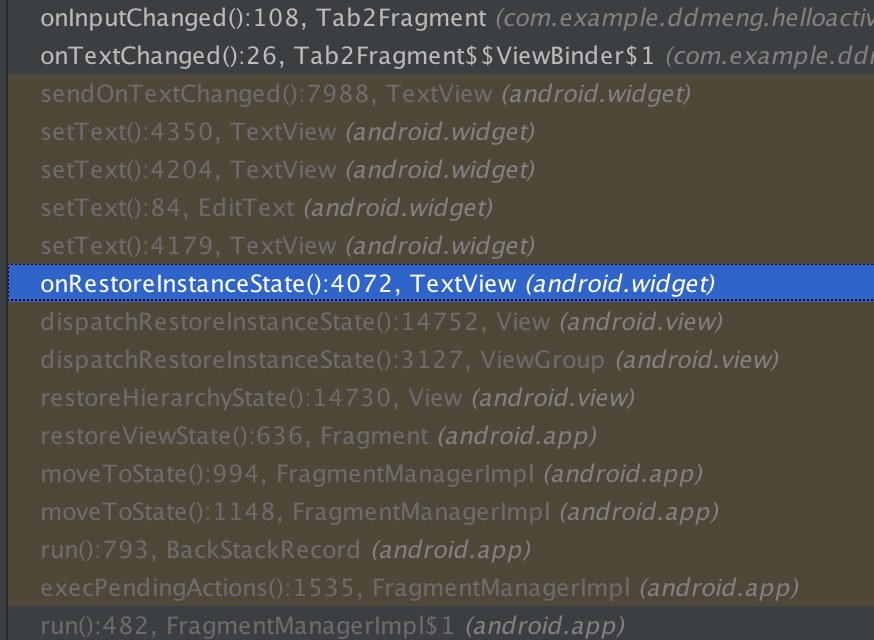 onInputChanged():108, Tab2Fragment (com.example.ddmeng.helloactiv
onTextChanged():26, Tab2Fragment$$ViewBinder$1 (com.example.ddm
sendOnTextChanged():7988, TextView (android.widget)
setText():4350, TextView (android.widget)
setText():4204, TextView (android.widget)
setText():84, EditText (android.widget)
setText():4179, TextView (android.widget)
onRestoreInstanceState():4072, TextView (android.widget)
dispatchRestoreInstanceState():14752, View (android.view)
dispatchRestoreInstanceState():3127, ViewGroup (android.view)
restoreHierarchyState():14730, View (android.view)
restoreViewState():636, Fragment (android.app)
moveToState():994, FragmentManagerImpl (android.app)
moveToState():1148, FragmentManagerImpl (android.app)
run():793, BackStackRecord (android.app)
execPendingActions():1535, FragmentManagerImpl (android.app)
run():482, FragmentManagerImpl$1 (android.app)